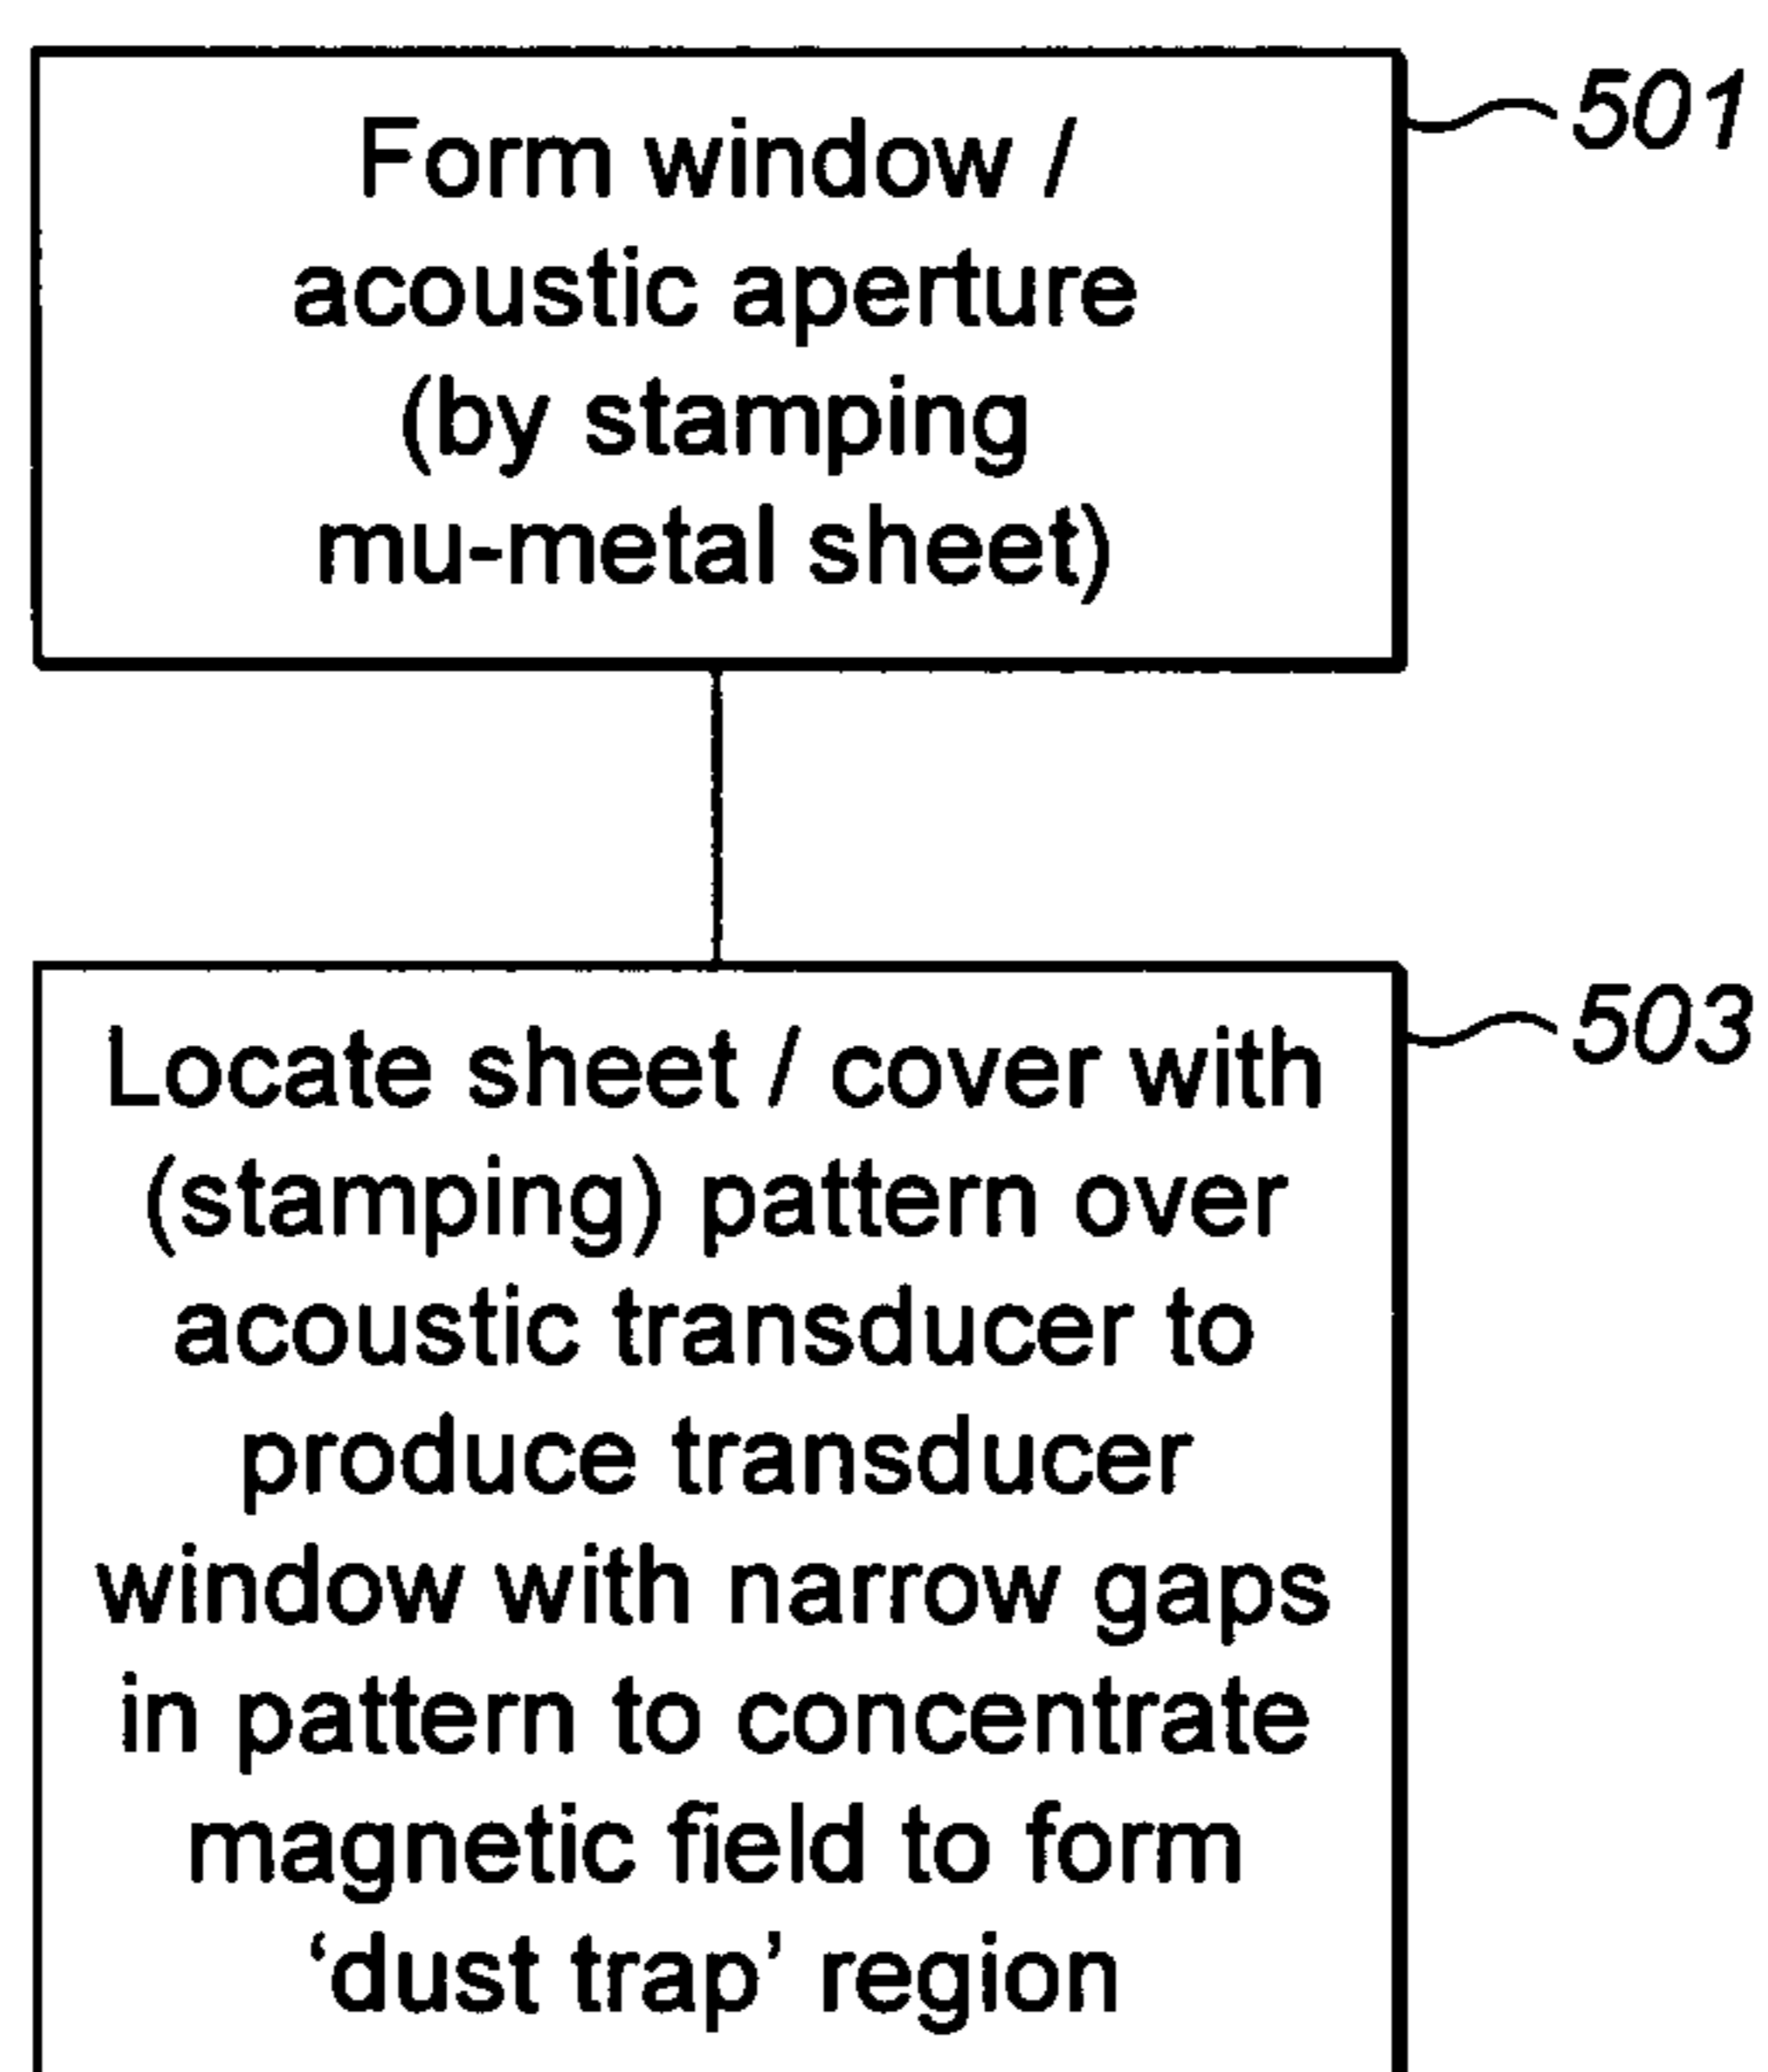 Form window /
acoustic aperture
(by stamping
mu-metal sheet)
501
Locate sheet / cover with
(stamping) pattern over
acoustic transducer to
produce transducer
window with narrow gaps
in pattern to concentrate
magnetic field to form
‘dust trap’ region
503